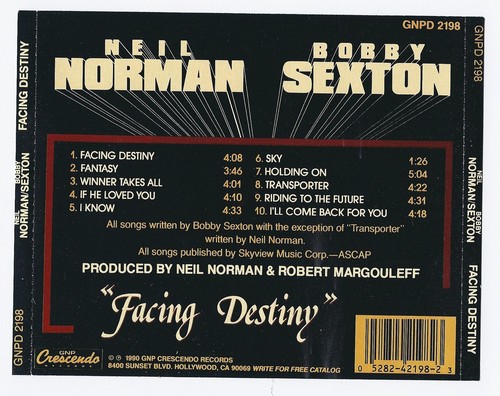 GNPD 2198
NEIL BOBBY
NORMAN SEXTON
1. FACING DESTINY 4:08
2. FANTASY 3:46
3. WINNER TAKES ALL 4:01
4. IF HE LOVED YOU 4:10
5. I KNOW 4:33
6. SKY 1:26
7. HOLDING ON 5:04
8. TRANSPORTER 4:22
9. RIDING TO THE FUTURE 4:31
10. I'LL COME BACK FOR YOU 4:18
All songs written by Bobby Sexton with the exception of "Transporter"
written by Neil Norman.
All songs published by Skyview Music Corp.—ASCAP
PRODUCED BY NEIL NORMAN & ROBERT MARGOULEFF
"Facing Destiny"
GNP
Crescendo
RECORDS
© ℗ 1990 GNP CRESCENDO RECORDS
8400 SUNSET BLVD. HOLLYWOOD, CA 90069 WRITE FOR FREE CATALOG
0 5282-42198-2 3
FACING DESTINY
NEIL BOBBY
NORMAN/SEXTON
GNPD 2198
GNPD 2198
NEIL BOBBY
NORMAN/SEXTON
FACING DESTINY